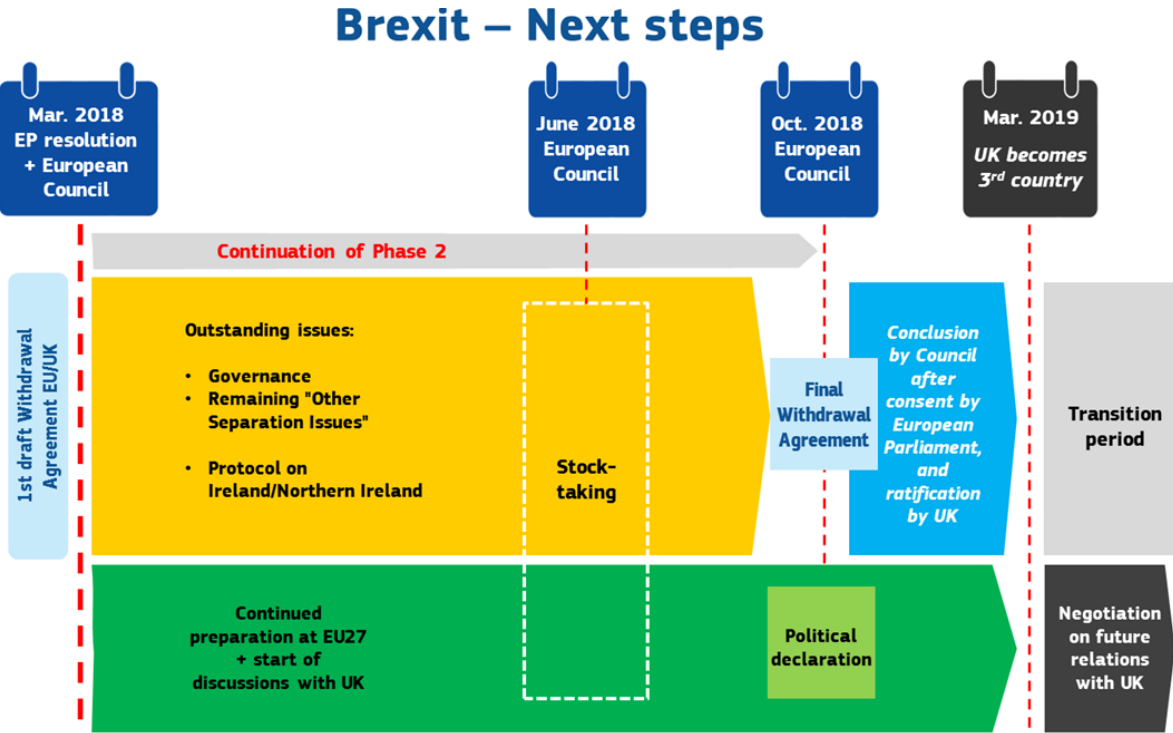 Brexit – Next steps
Mar. 2018
EP resolution
+ European
Council
June 2018
European
Council
Oct. 2018
European
Council
Mar. 2019
UK becomes
3rd country
Continuation of Phase 2
1st draft Withdrawal
Agreement EU/UK
Outstanding issues:
• Governance
• Remaining "Other
Separation Issues"
• Protocol on
Ireland/Northern Ireland
Stock-
taking
Final
Withdrawal
Agreement
Conclusion
by Council
after
consent by
European
Parliament,
and
ratification
by UK
Transition
period
Continued
preparation at EU27
+ start of
discussions with UK
Political
declaration
Negotiation
on future
relations
with UK